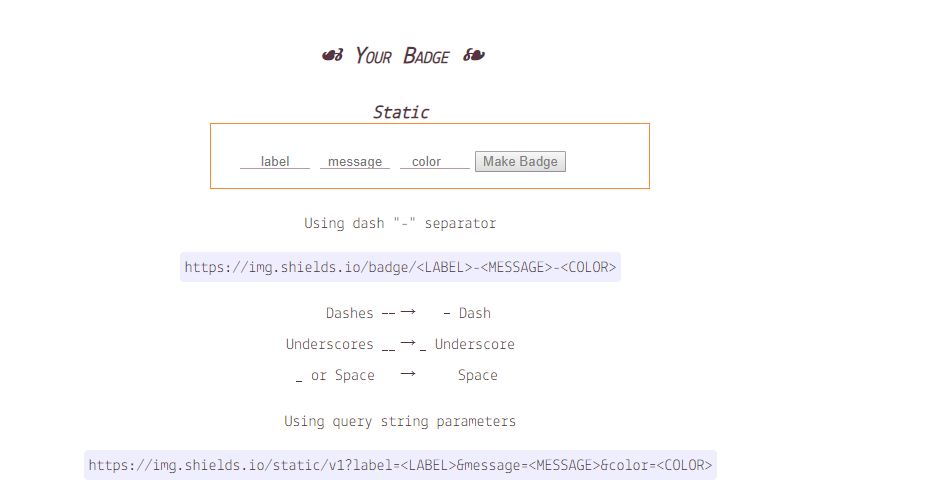 ☙ Your Badge ❧
Static
label message color Make Badge
Using dash "-" separator
https://img.shields.io/badge/<LABEL>-<MESSAGE>-<COLOR>
Dashes -- → - Dash
Underscores __ → _ Underscore
_ or Space → Space
Using query string parameters
https://img.shields.io/static/v1?label=<LABEL>&message=<MESSAGE>&color=<COLOR>